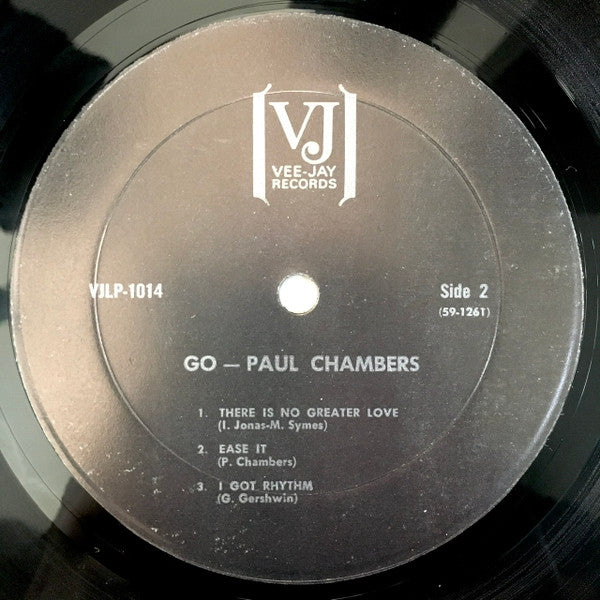 VJ
VEE-JAY
RECORDS
VJLP-1014
Side 2
(59-1261)
GO — PAUL CHAMBERS
1. THERE IS NO GREATER LOVE
(I. Jonas-M. Symes)
2. EASE IT
(P. Chambers)
3. I GOT RHYTHM
(G. Gershwin)